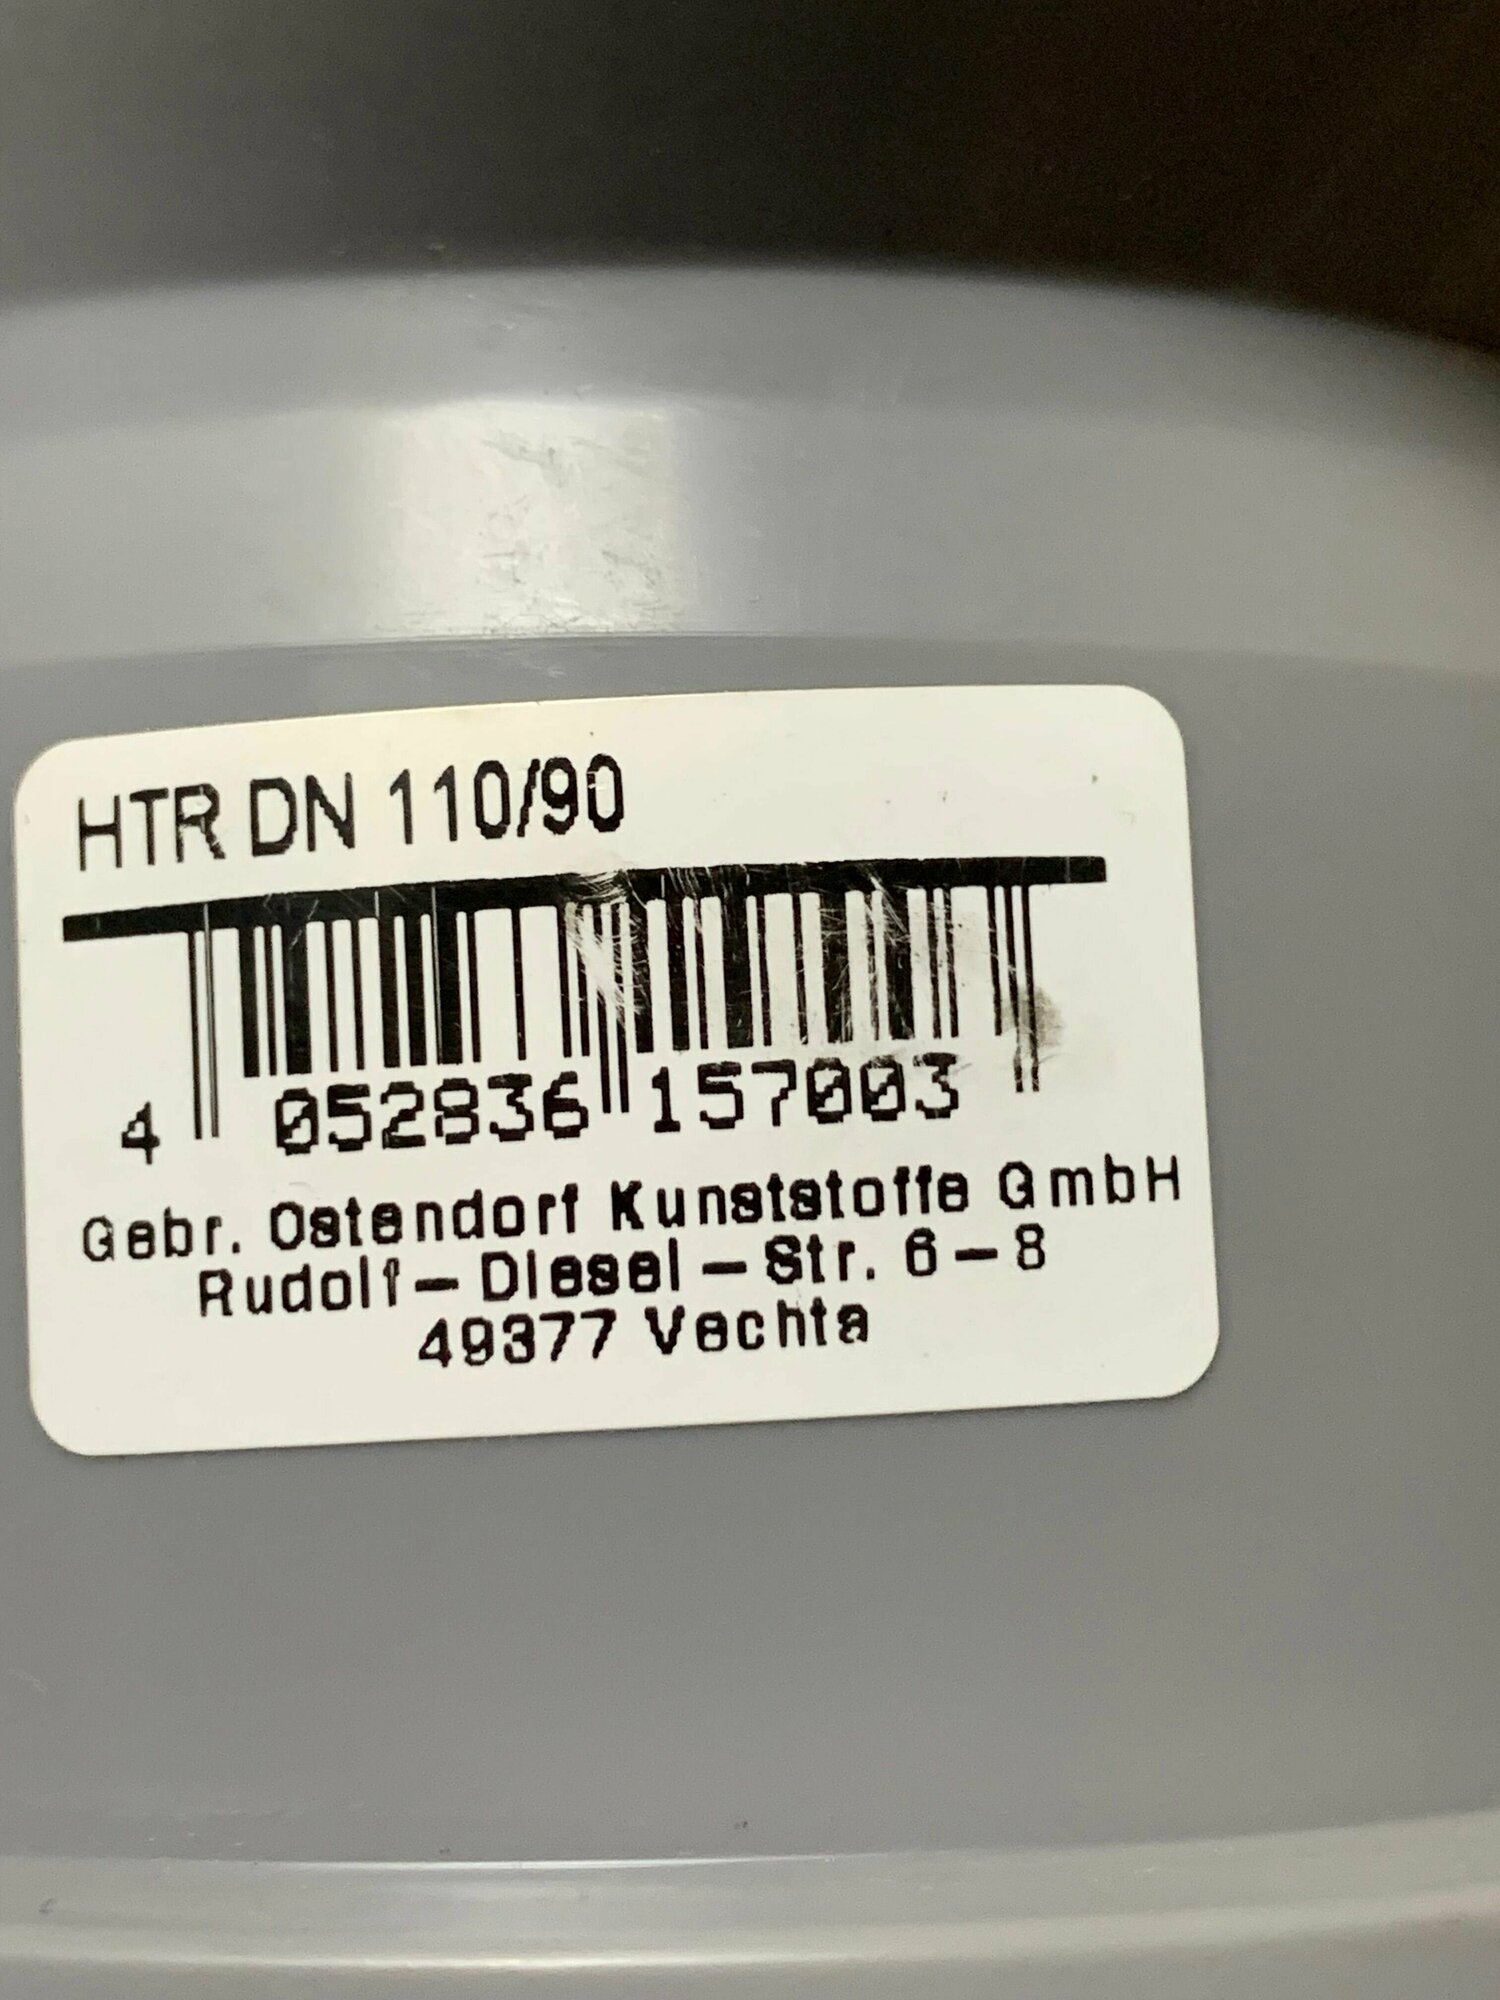 HTR DN 110/90
4 052836 157003
Gebr. Ostendorf Kunststoffe GmbH
Rudolf-Diesel-Str. 6-8
49377 Vechta